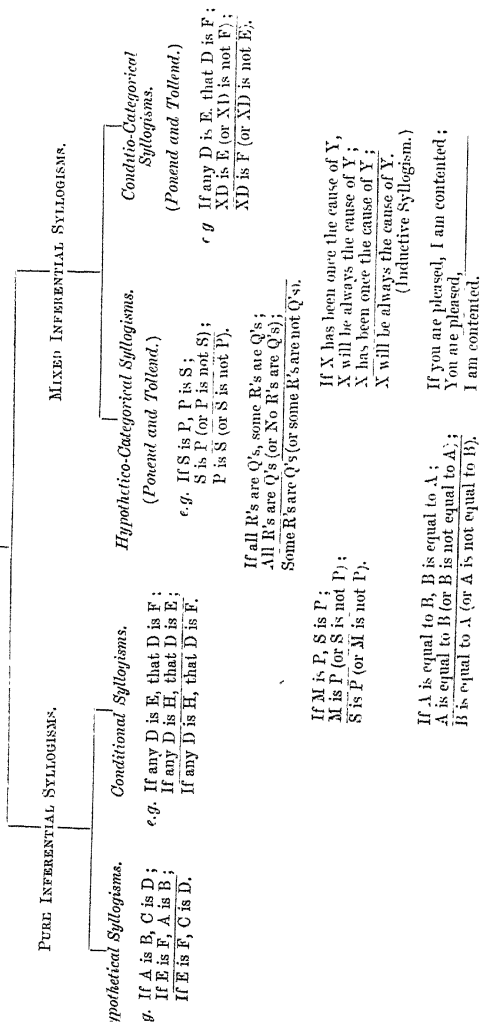 PURE INFERENTIAL SYLLOGISMS.
MIXED INFERENTIAL SYLLOGISMS.
ypothetical Syllogisms.
g. If A is B, C is D ;
If E is F, A is B ;
If E is F, C is D.
Conditional Syllogisms.
e.g. If any D is E, that D is F ;
If any D is H, that D is E ;
If any D is H, that D is F.
Hypothetico-Categorical Syllogisms.
(Ponend and Tollend.)
e.g. If S is P, P is S ;
S is P (or P is not S) ;
P is S (or S is not P).
If all R's are Q's, some R's are Q's ;
All R's are Q's (or No R's are Q's) ;
Some R's are Q's (or some R's are not Q's).
If M is P, S is P ;
M is P (or S is not P) ;
S is P (or M is not P).
If A is equal to B, B is equal to A ;
A is equal to B (or B is not equal to A) ;
B is equal to A (or A is not equal to B).
Conditio-Categorical
Syllogisms.
(Ponend and Tollend.)
e g If any D is E, that D is F ;
XD is E (or XD is not F) ;
XD is F (or XD is not E).
If X has been once the cause of Y,
X will be always the cause of Y ;
X has been once the cause of Y ;
X will be always the cause of Y.
(Inductive Syllogism.)
If you are pleased, I am contented ;
You are pleased,
I am contented.